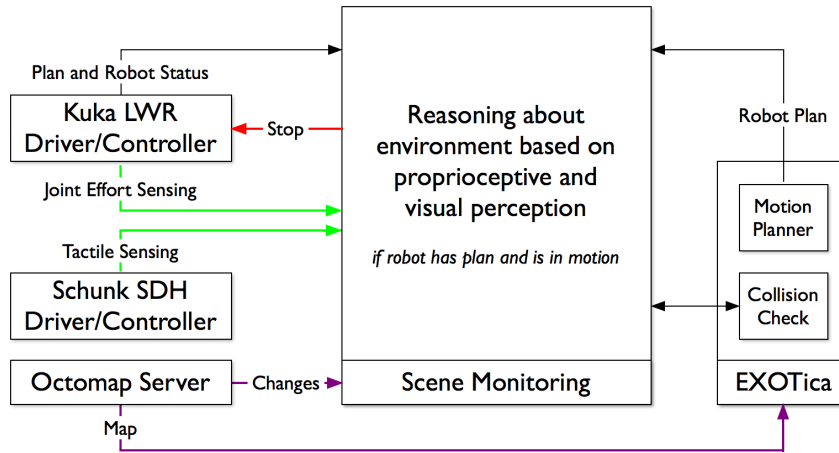 Plan and Robot Status
Kuka LWR
Driver/Controller
Stop
Joint Effort Sensing
Tactile Sensing
Schunk SDH
Driver/Controller
Octomap Server
Changes
Map
Reasoning about
environment based on
proprioceptive and
visual perception
if robot has plan and is in motion
Scene Monitoring
Robot Plan
Motion
Planner
Collision
Check
EXOTica